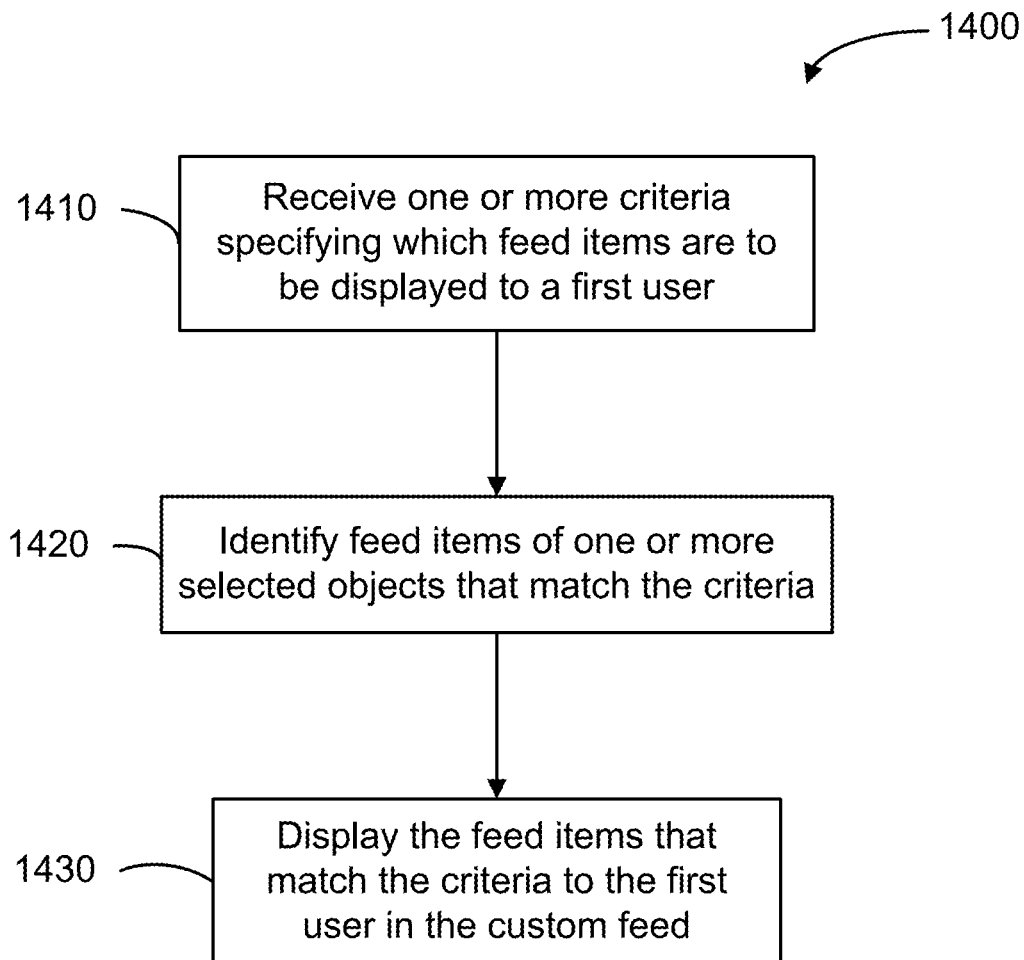 1400
1410
Receive one or more criteria
specifying which feed items are to
be displayed to a first user
1420
Identify feed items of one or more
selected objects that match the criteria
1430
Display the feed items that
match the criteria to the first
user in the custom feed